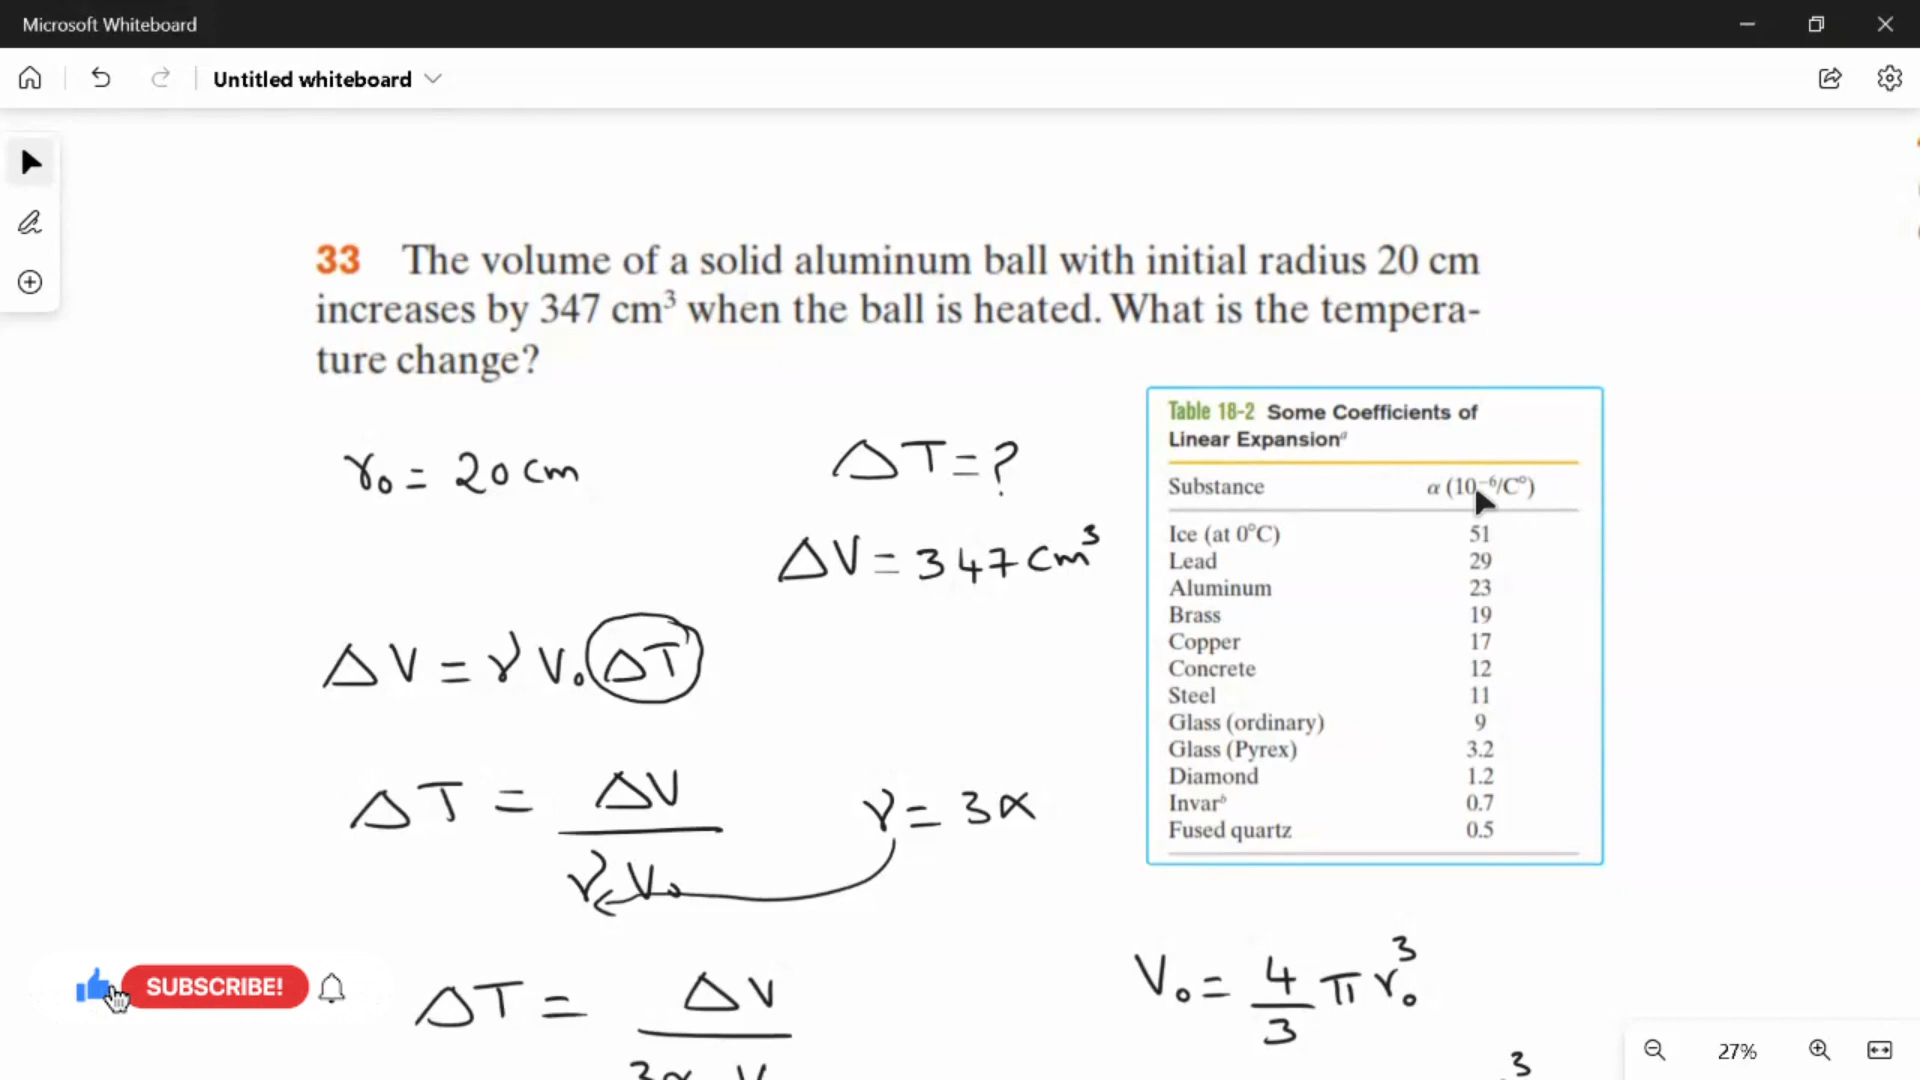 Microsoft Whiteboard
Untitled whiteboard
33 The volume of a solid aluminum ball with initial radius 20 cm
increases by 347 cm³ when the ball is heated. What is the tempera-
ture change?
r₀ = 20 cm
ΔT = ?
ΔV = 347 cm³
ΔV = γ V₀ ΔT
ΔT = ΔV / γ V₀
γ = 3α
Table 18-2 Some Coefficients of
Linear Expansionᵃ
Substance α (10⁻⁶/C°)
Ice (at 0°C) 51
Lead 29
Aluminum 23
Brass 19
Copper 17
Concrete 12
Steel 11
Glass (ordinary) 9
Glass (Pyrex) 3.2
Diamond 1.2
Invarᵇ 0.7
Fused quartz 0.5
V₀ = 4/3 π r₀³
ΔT = ΔV / 3α V
3
SUBSCRIBE!
27%